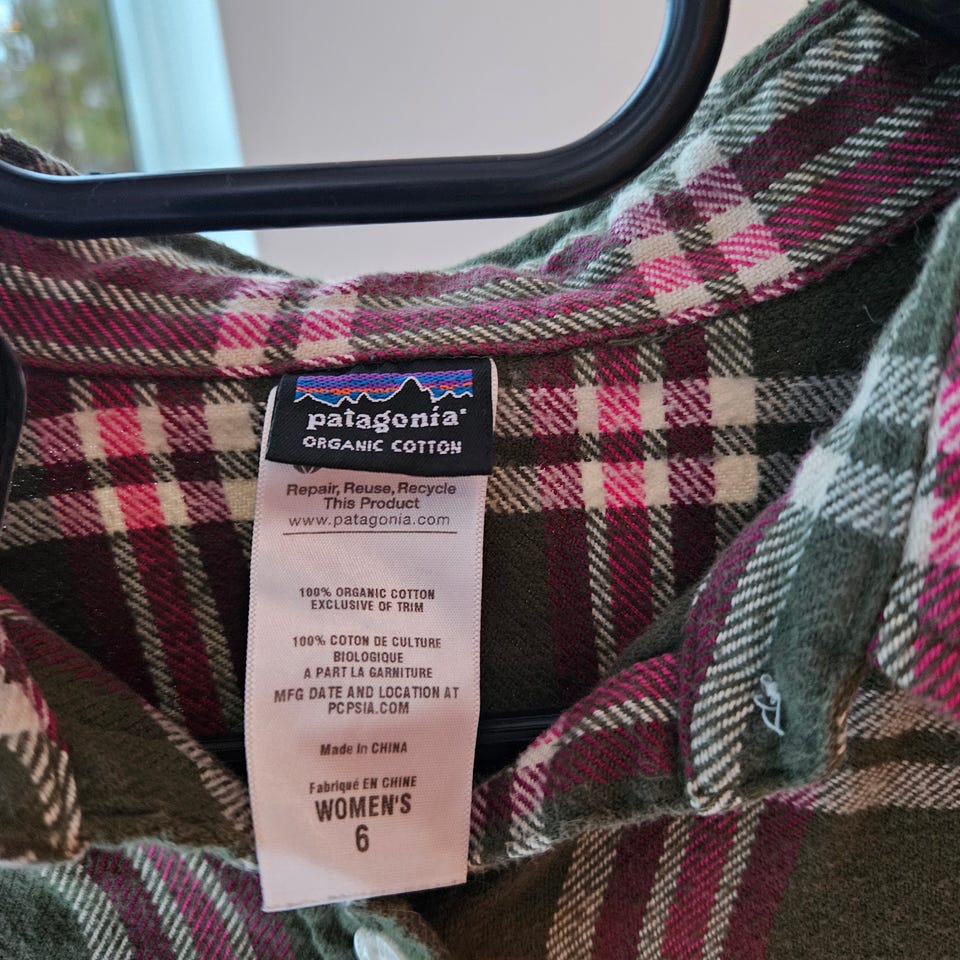 patagonia®
ORGANIC COTTON
Repair, Reuse, Recycle
This Product
www.patagonia.com
100% ORGANIC COTTON
EXCLUSIVE OF TRIM
100% COTON DE CULTURE
BIOLOGIQUE
A PART LA GARNITURE
MFG DATE AND LOCATION AT
PCPSIA.COM
Made in CHINA
Fabriqué EN CHINE
WOMEN'S
6